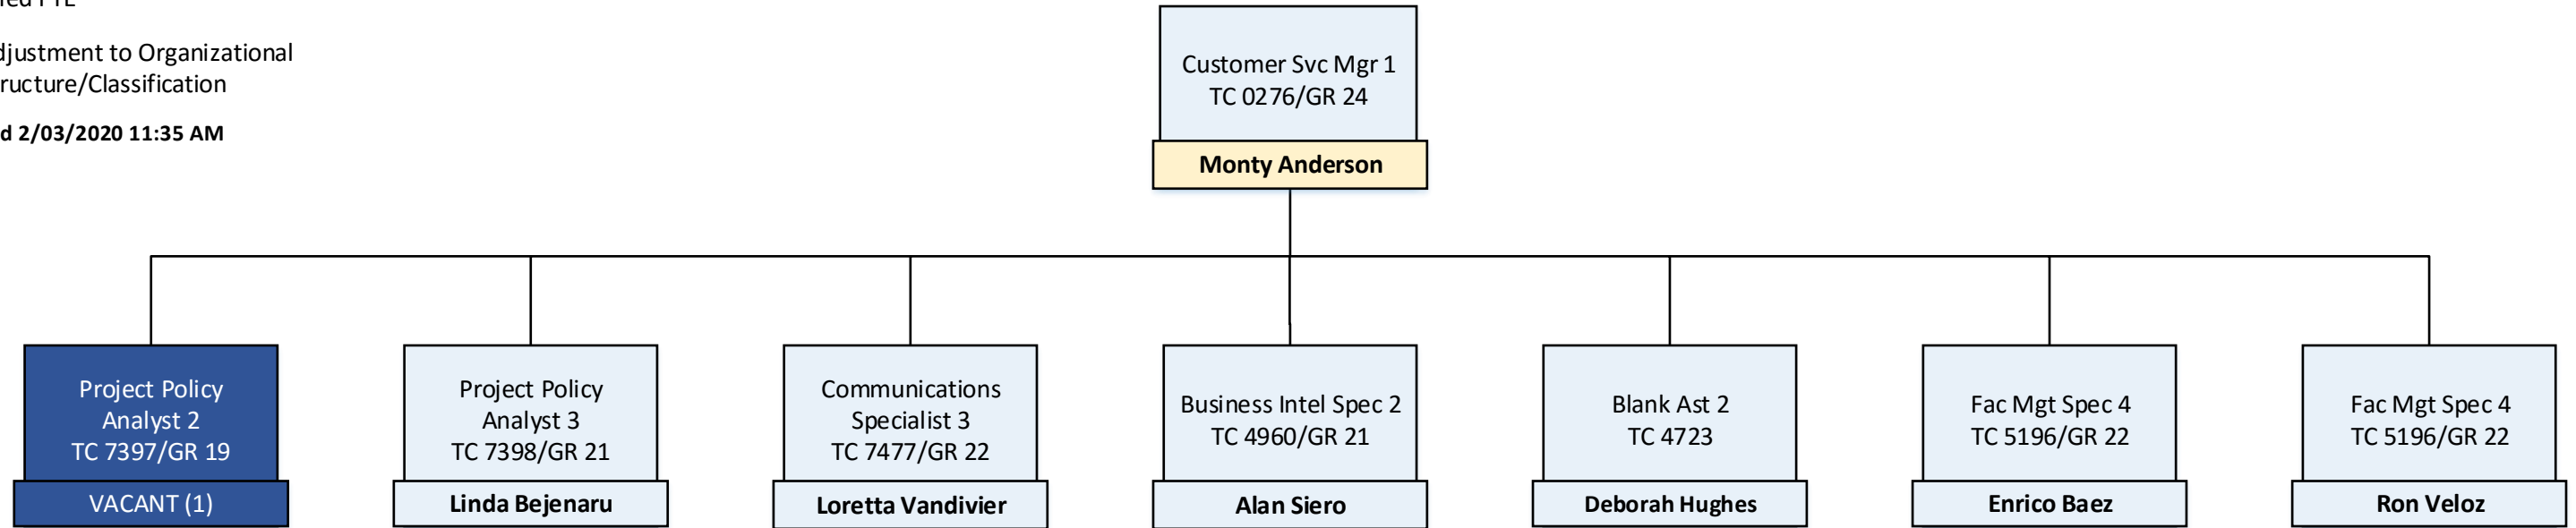 djustment to Organizational
ructure/Classification
d 2/03/2020 11:35 AM
Customer Svc Mgr 1
TC 0276/GR 24
Monty Anderson
Project Policy
Analyst 2
TC 7397/GR 19
VACANT (1)
Project Policy
Analyst 3
TC 7398/GR 21
Linda Bejenaru
Communications
Specialist 3
TC 7477/GR 22
Loretta Vandivier
Business Intel Spec 2
TC 4960/GR 21
Alan Siero
Blank Ast 2
TC 4723
Deborah Hughes
Fac Mgt Spec 4
TC 5196/GR 22
Enrico Baez
Fac Mgt Spec 4
TC 5196/GR 22
Ron Veloz